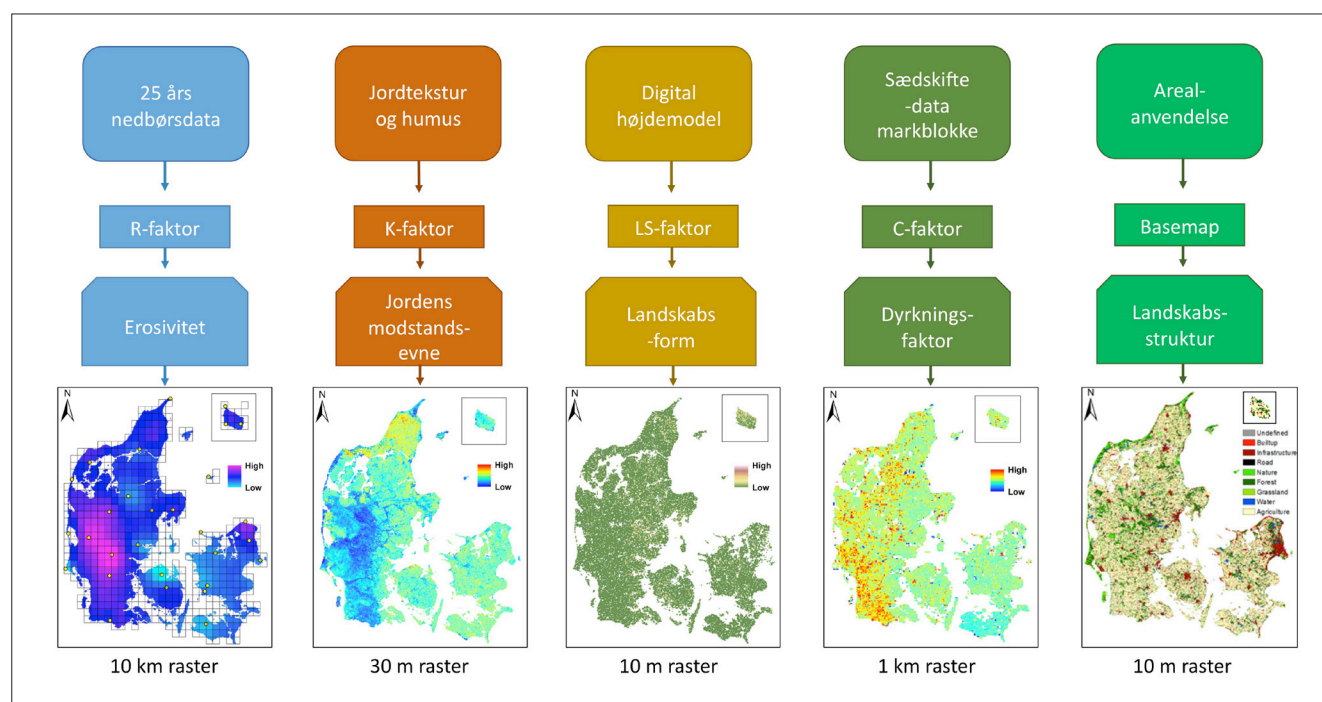 25 års
nedbørsdata
R-faktor
Erosivitet
N
High
Low
10 km raster
Jordtekstur
og humus
K-faktor
Jordens
modstands-
evne
N
High
Low
30 m raster
Digital
højdemodel
LS-faktor
Landskabs
-form
N
High
Low
10 m raster
Sædskifte
-data
markblokke
C-faktor
Dyrknings-
faktor
N
High
Low
1 km raster
Areal-
anvendelse
Basemap
Landskabs-
struktur
N
Undefined
Builtup
Infrastructure
Road
Nature
Forest
Grassland
Water
Agriculture
10 m raster